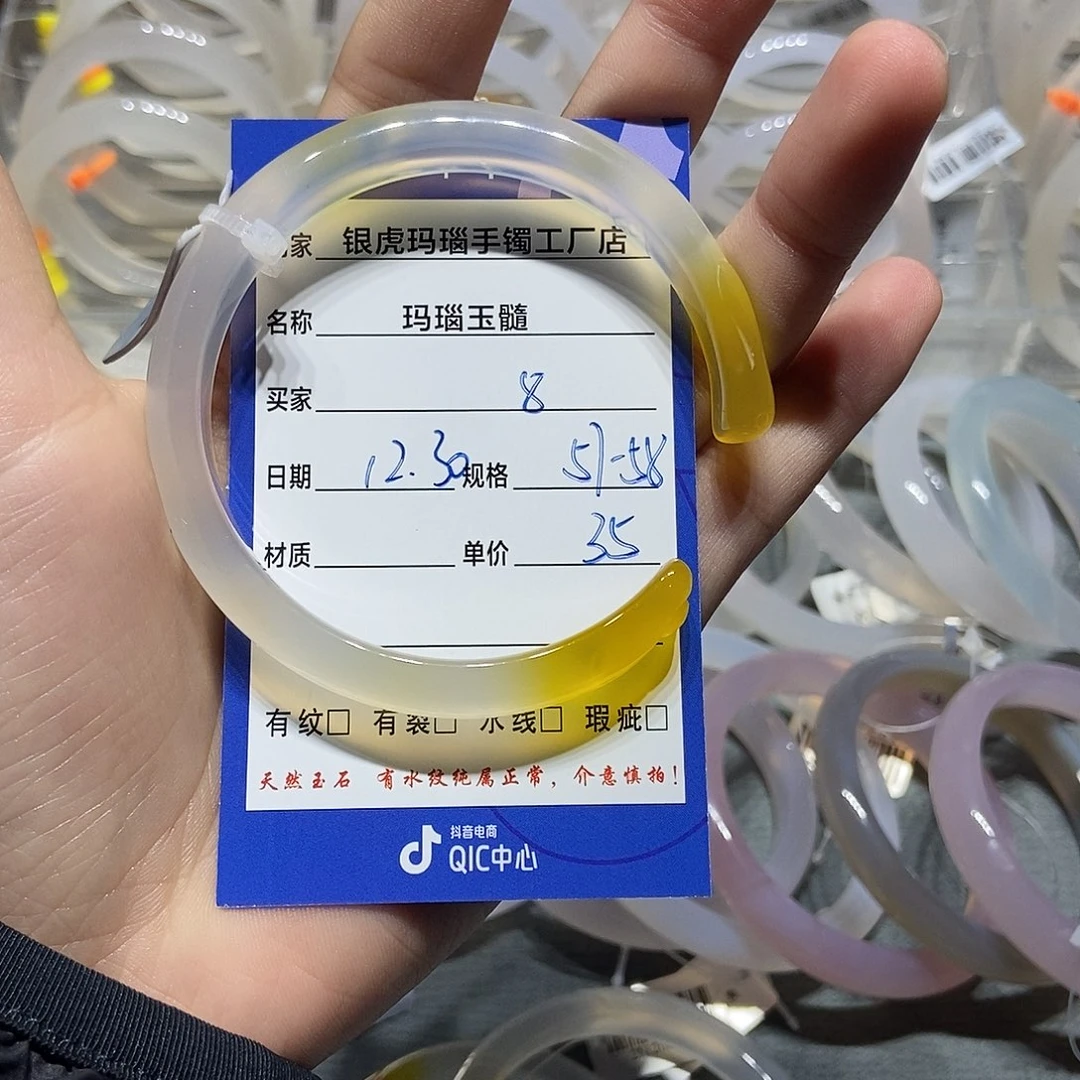 家 银虎玛瑙手镯工厂店
名称 玛瑙玉髓
买家 8
日期 12.30 规格 57-58
材质 单价 35
有纹□ 有裂□ 水线□ 瑕疵□
天然玉石 有水纹纯属正常，介意慎拍！
抖音电商
QIC中心